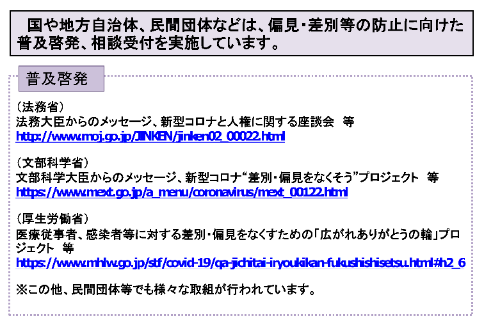 国や地方自治体、民間団体などは、偏見・差別等の防止に向けた
普及啓発、相談受付を実施しています。
普及啓発
（法務省）
法務大臣からのメッセージ、新型コロナと人権に関する座談会　等
http://www.moj.go.jp/JINKEN/jinken02_00022.html
（文部科学省）
文部科学大臣からのメッセージ、新型コロナ“差別・偏見をなくそう”プロジェクト　等
https://www.mext.go.jp/a_menu/coronavirus/mext_00122.html
（厚生労働省）
医療従事者、感染者等に対する差別・偏見をなくすための「広がれありがとうの輪」プロ
ジェクト　等
https://www.mhlw.go.jp/stf/covid-19/qa-jichitai-iryoukikan-fukushishisetsu.html#h2_6
※この他、民間団体等でも様々な取組が行われています。